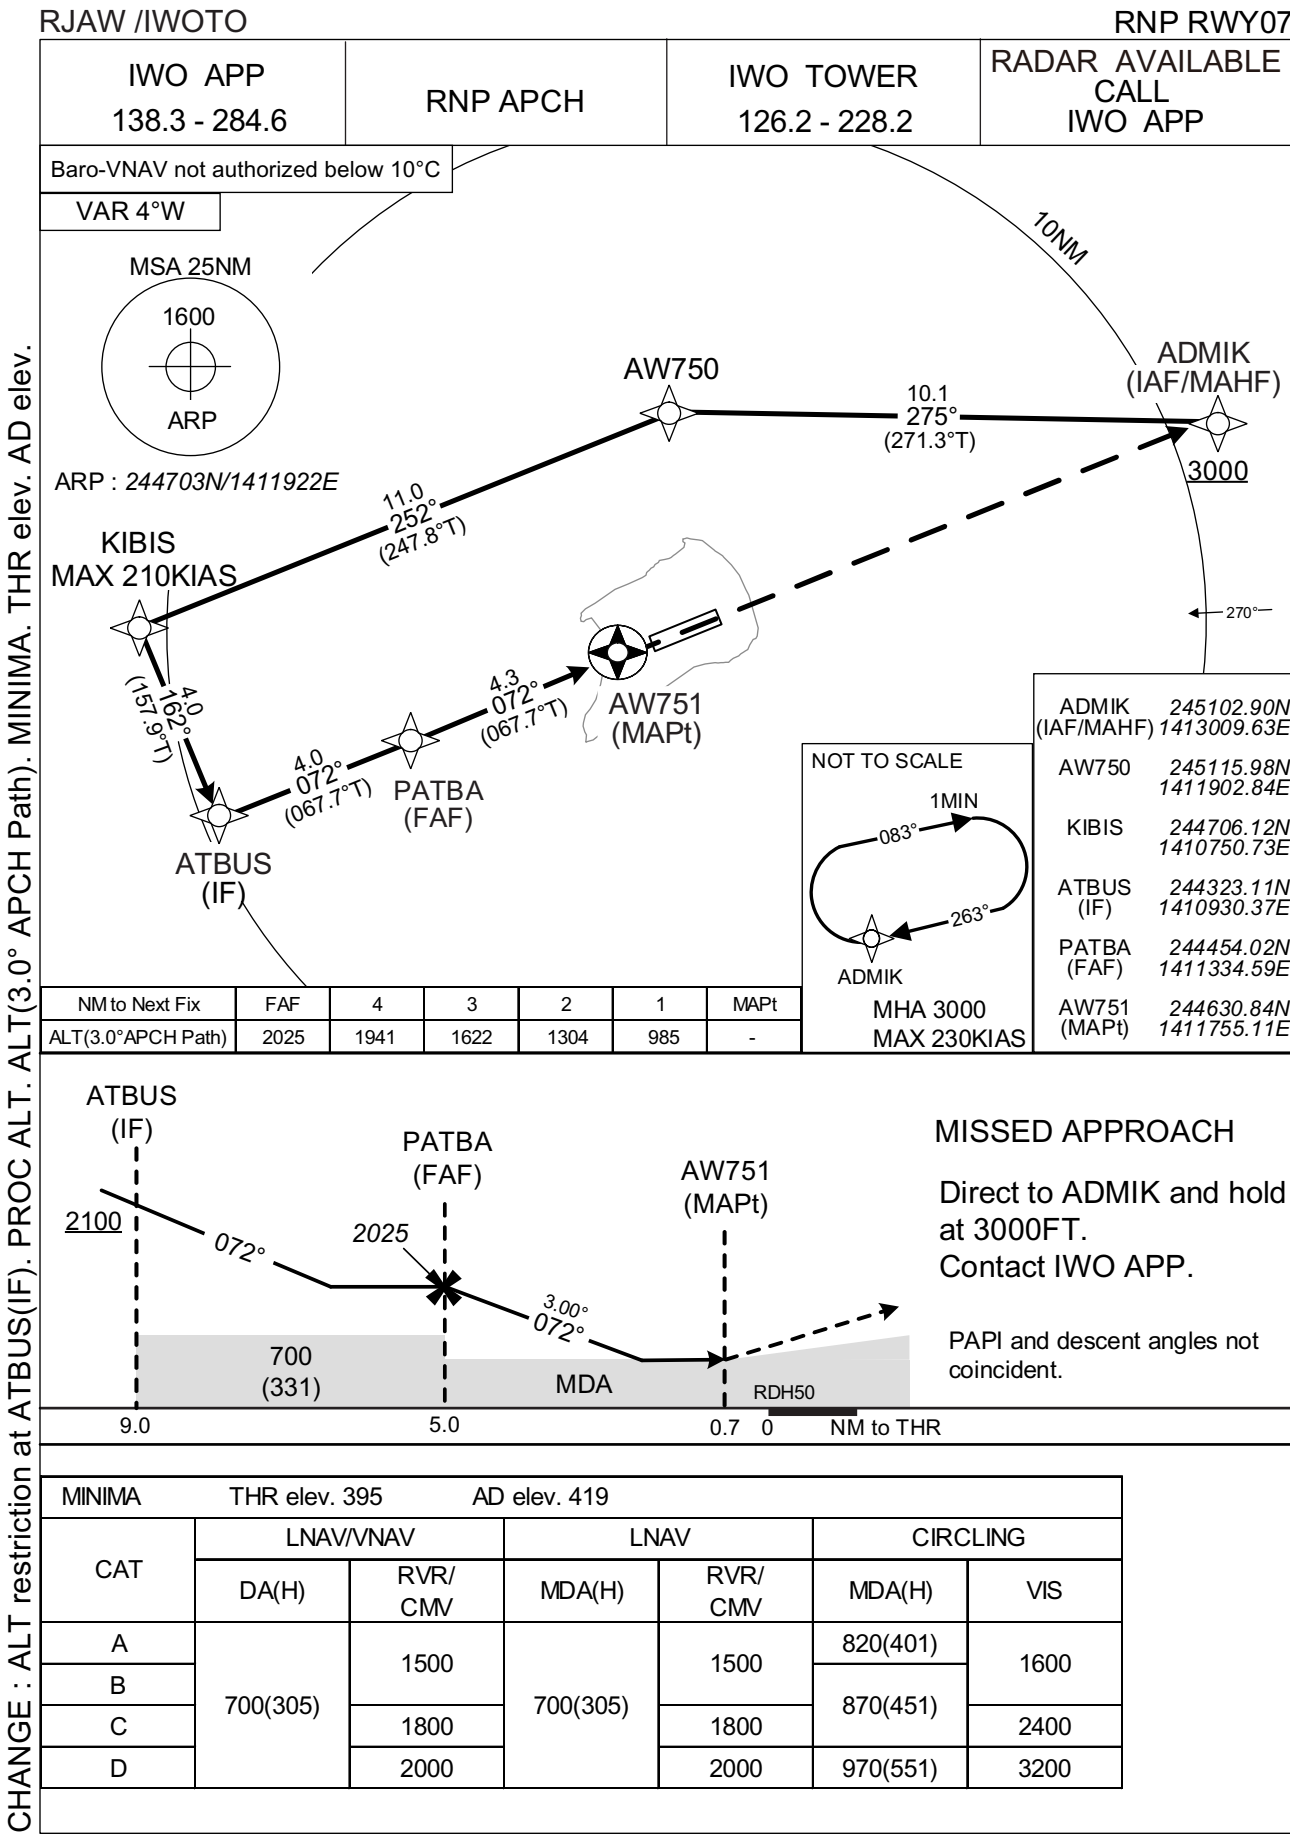 RJAW /IWOTO
RNP RWY07
IWO APP
138.3 - 284.6
RNP APCH
IWO TOWER
126.2 - 228.2
RADAR AVAILABLE
CALL
IWO APP
Baro-VNAV not authorized below 10°C
VAR 4°W
MSA 25NM
1600
ARP
ARP : 244703N/1411922E
10NM
AW750
ADMIK
(IAF/MAHF)
3000
10.1
275°
(271.3°T)
11.0
252°
(247.8°T)
KIBIS
MAX 210KIAS
4.0
162°
(157.9°T)
ATBUS
(IF)
4.0
072°
(067.7°T)
PATBA
(FAF)
4.3
072°
(067.7°T)
AW751
(MAPt)
270°
NOT TO SCALE
1MIN
083°
263°
ADMIK
MHA 3000
MAX 230KIAS
ADMIK 245102.90N
(IAF/MAHF) 1413009.63E
AW750 245115.98N
1411902.84E
KIBIS 244706.12N
1410750.73E
ATBUS 244323.11N
(IF) 1410930.37E
PATBA 244454.02N
(FAF) 1411334.59E
AW751 244630.84N
(MAPt) 1411755.11E
NM to Next Fix FAF 4 3 2 1 MAPt
ALT(3.0°APCH Path) 2025 1941 1622 1304 985 -
ATBUS
(IF)
2100
072°
PATBA
(FAF)
2025
3.00°
072°
AW751
(MAPt)
700
(331)
MDA
RDH50
9.0 5.0 0.7 0 NM to THR
MISSED APPROACH
Direct to ADMIK and hold
at 3000FT.
Contact IWO APP.
PAPI and descent angles not
coincident.
MINIMA THR elev. 395 AD elev. 419
CAT LNAV/VNAV LNAV CIRCLING
DA(H) RVR/
CMV MDA(H) RVR/
CMV MDA(H) VIS
A 700(305) 1500 700(305) 1500 820(401) 1600
B 870(451)
C 1800 1800 2400
D 2000 2000 970(551) 3200
CHANGE : ALT restriction at ATBUS(IF). PROC ALT. ALT(3.0° APCH Path). MINIMA. THR elev. AD elev.